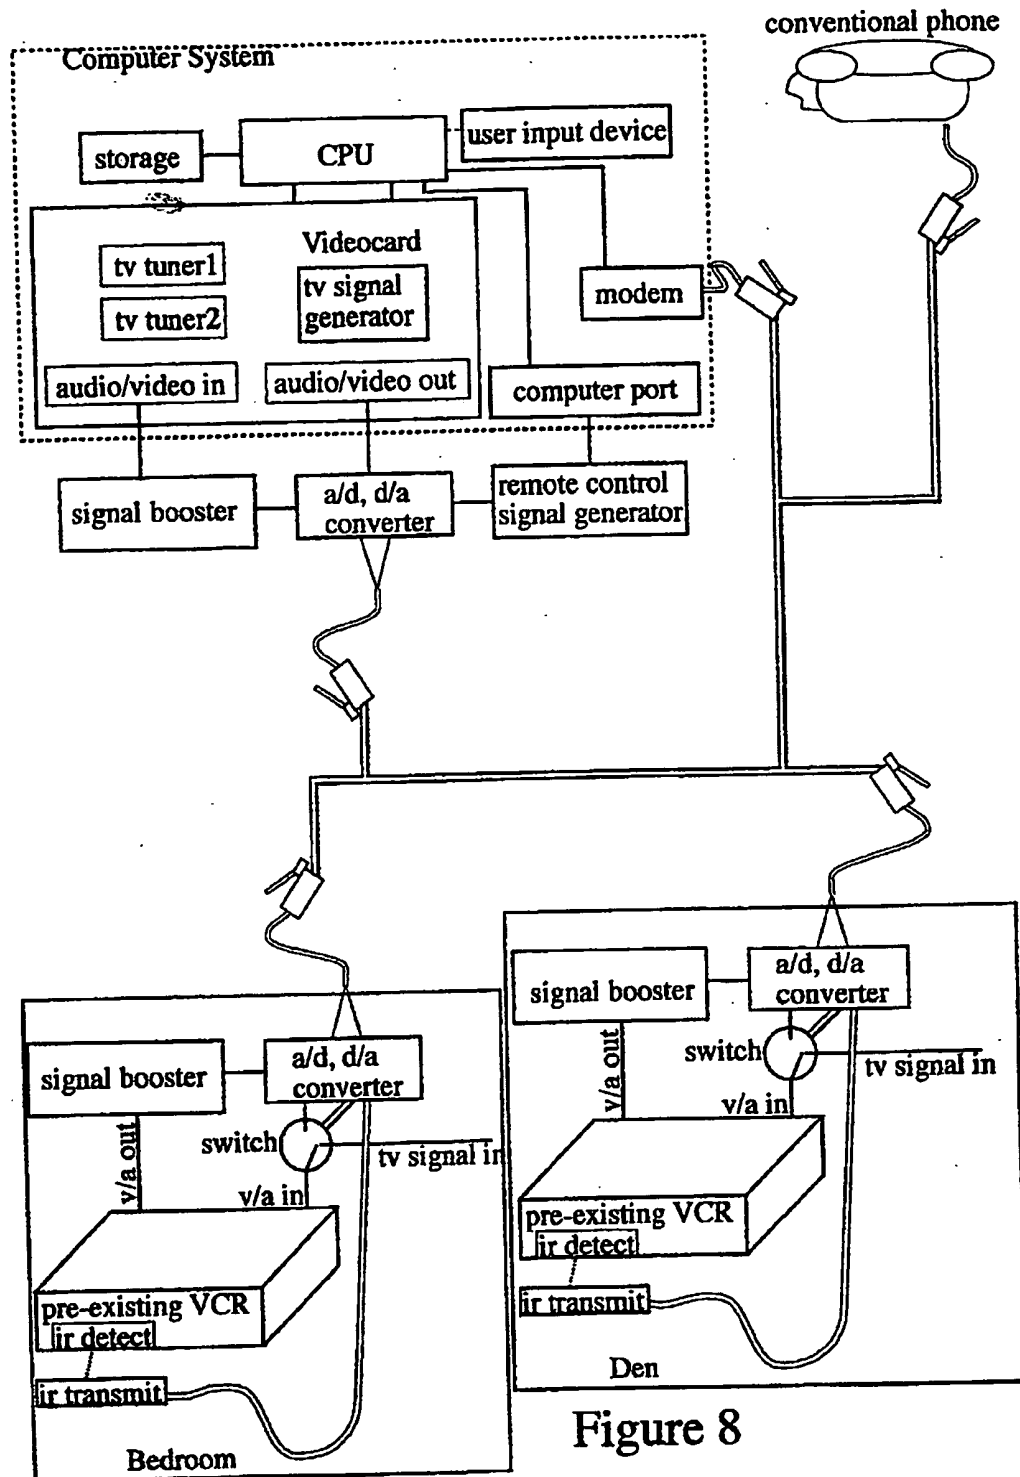 conventional phone
Computer System
user input device
CPU
storage
Videocard
tv tuner1
tv signal
generator
modem
tv tuner2
audio/video in
audio/video out
computer port
signal booster
a/d, d/a
converter
remote control
signal generator
a/d, d/a
converter
signal booster
switch
tv signal in
v/a out
v/a in
pre-existing VCR
ir detect
ir transmit
Den
a/d, d/a
converter
signal booster
switch
tv signal in
v/a out
v/a in
pre-existing VCR
ir detect
ir transmit
Bedroom
Figure 8